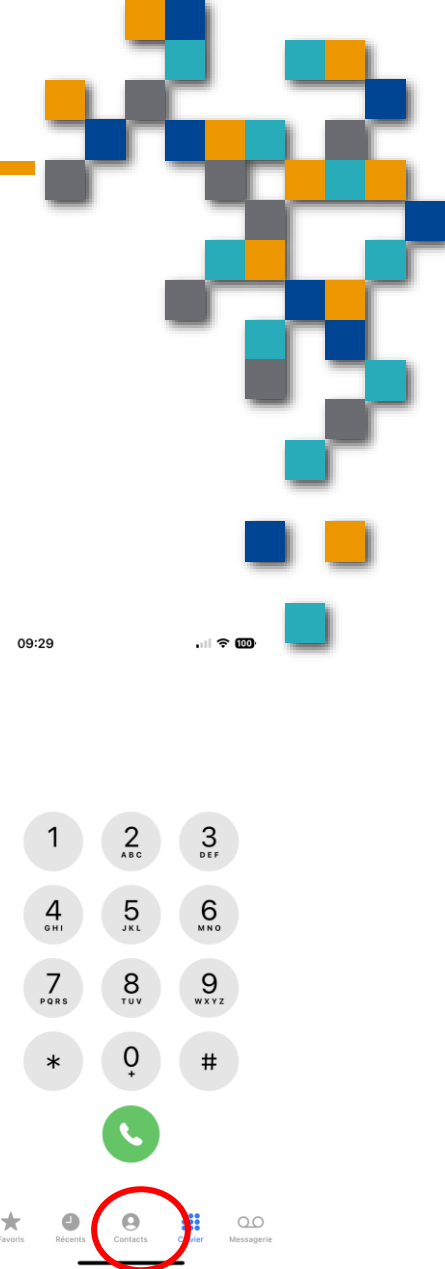 09:29
100
1 2 3
ABC DEF
4 5 6
GHI JKL MNO
7 8 9
PQRS TUV WXYZ
* 0 #
+
Favoris Récents Contacts Clavier Messagerie